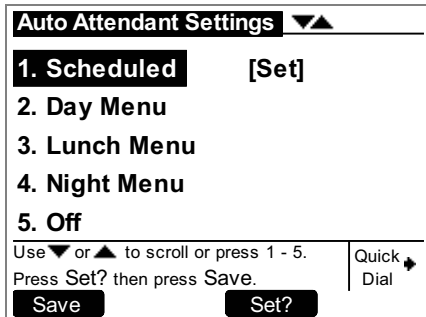 Auto Attendant Settings ▼▲
1. Scheduled [Set]
2. Day Menu
3. Lunch Menu
4. Night Menu
5. Off
Use ▼ or ▲ to scroll or press 1 - 5.
Press Set? then press Save.
Quick
Dial
Save Set?